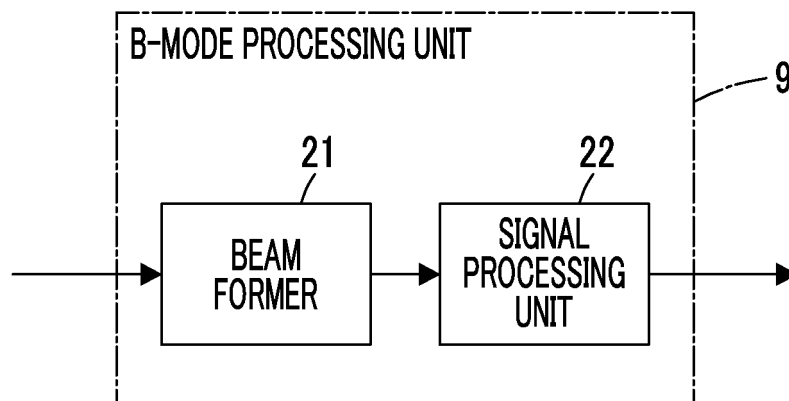 B-MODE PROCESSING UNIT
9
21
22
BEAM
FORMER
SIGNAL
PROCESSING
UNIT